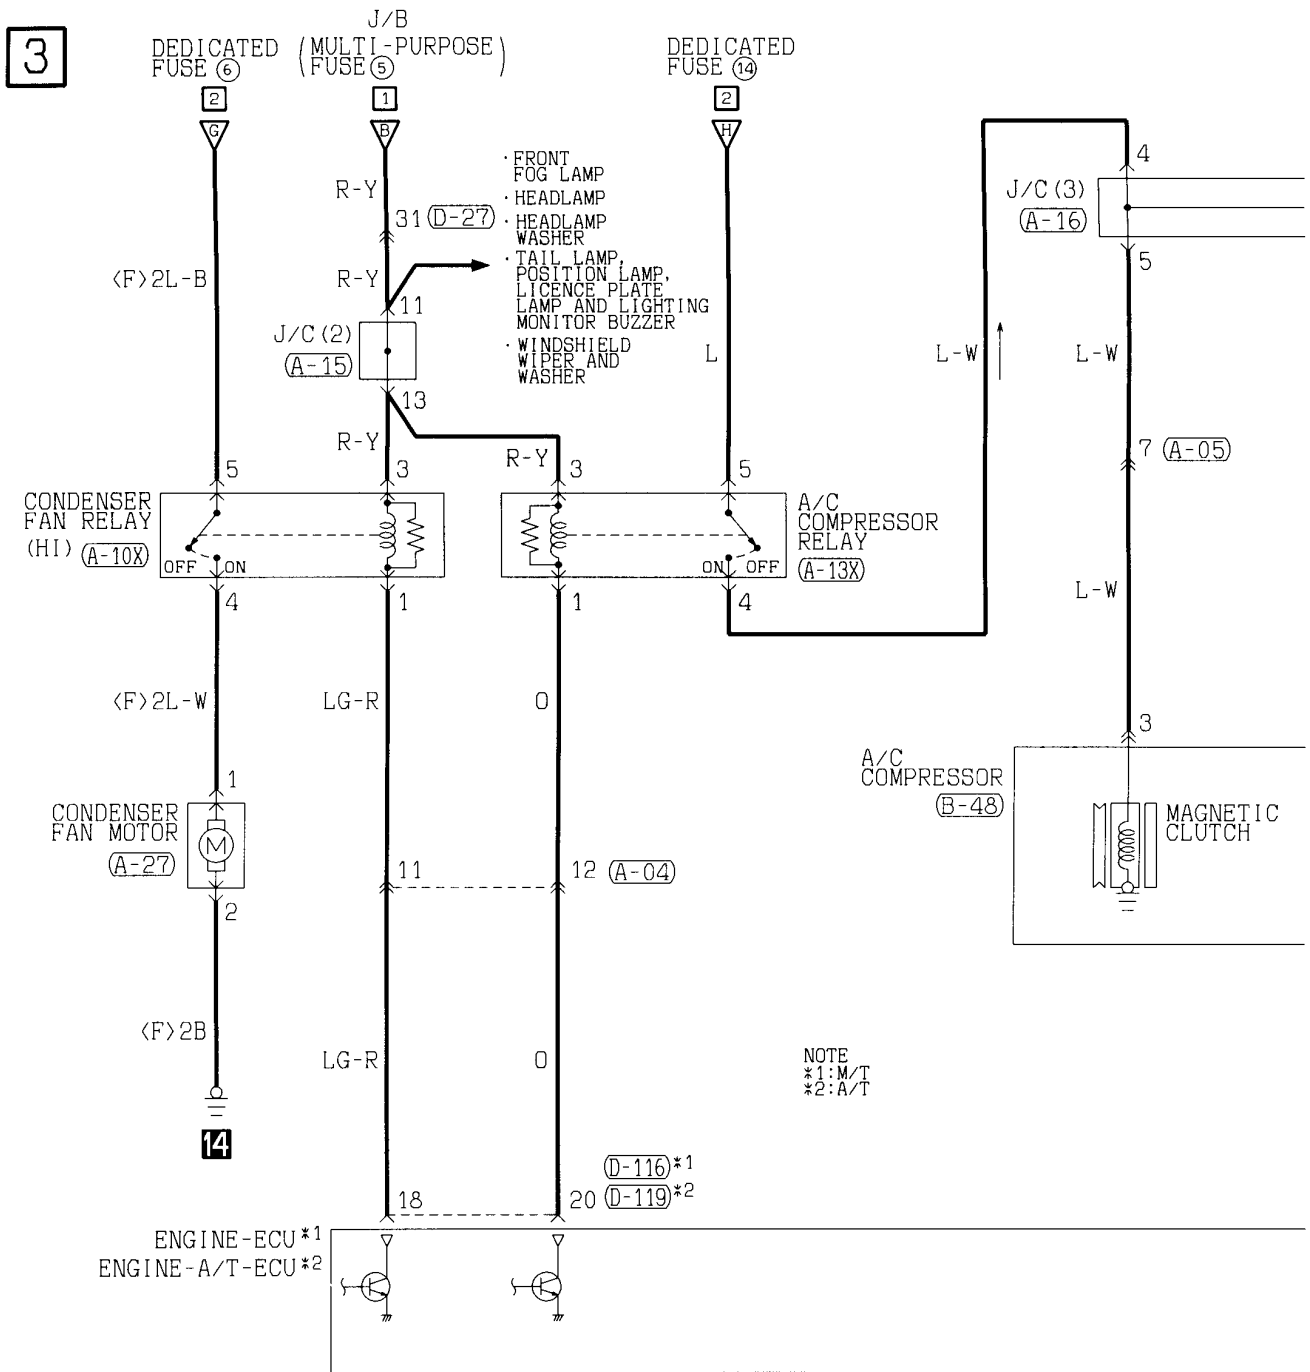 3
J/B
DEDICATED
FUSE ⑥
(MULTI-PURPOSE)
(FUSE ⑤)
DEDICATED
FUSE ⑭
2
1
2
G
B
H
· FRONT
FOG LAMP
· HEADLAMP
· HEADLAMP
WASHER
· TAIL LAMP,
POSITION LAMP,
LICENCE PLATE
LAMP AND LIGHTING
MONITOR BUZZER
· WINDSHIELD
WIPER AND
WASHER
R-Y
31 D-27
<F>2L-B
R-Y
11
J/C(2)
A-15
13
R-Y
R-Y
L
L-W
4
J/C(3)
A-16
5
L-W
7 A-05
L-W
5
3
3
5
CONDENSER
FAN RELAY
(HI) A-10X
OFF
ON
A/C
COMPRESSOR
RELAY
A-13X
ON
OFF
4
1
1
4
<F>2L-W
LG-R
O
3
A/C
COMPRESSOR
B-48
MAGNETIC
CLUTCH
1
CONDENSER
FAN MOTOR
A-27
M
2
11
12 A-04
<F>2B
LG-R
O
NOTE
*1:M/T
*2:A/T
14
D-116 *1
18
20 D-119 *2
ENGINE-ECU*1
ENGINE-A/T-ECU*2